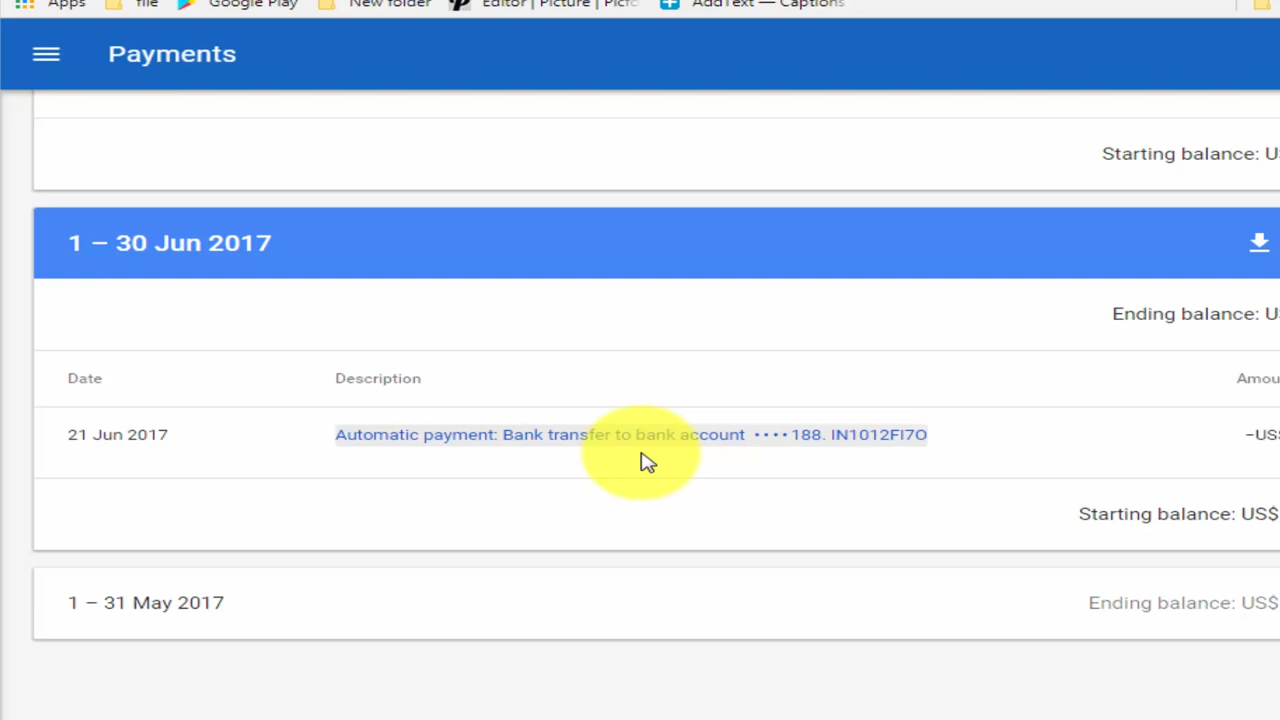 Apps file Google Play New folder Editor | Picture | AddText — Captions
Payments
Starting balance: U
1 – 30 Jun 2017
Ending balance: U
Date Description Amou
21 Jun 2017 Automatic payment: Bank transfer to bank account •••• 188. IN1012FI7O −US$
Starting balance: US$
1 – 31 May 2017 Ending balance: US$